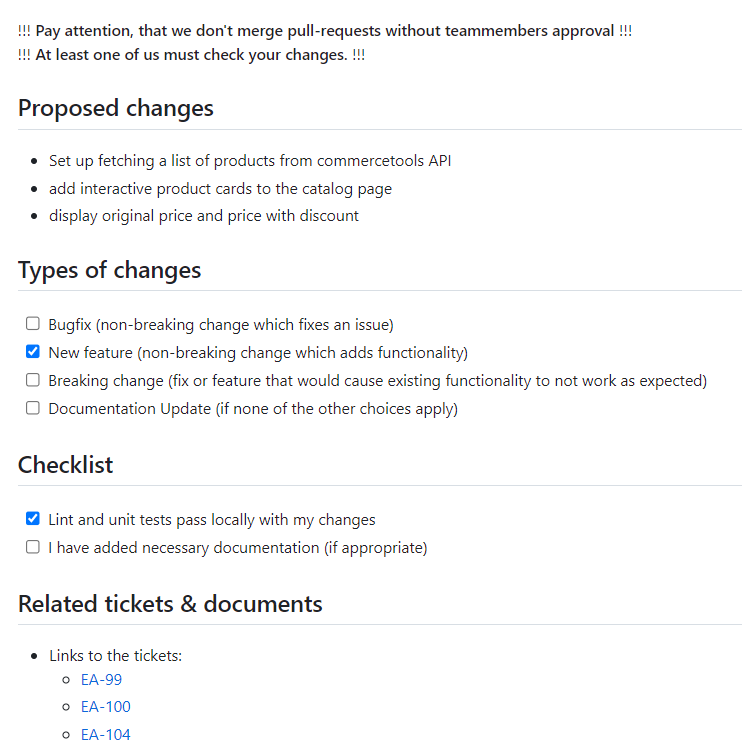 !!! Pay attention, that we don't merge pull-requests without teammembers approval !!!
!!! At least one of us must check your changes. !!!
Proposed changes
Set up fetching a list of products from commercetools API
add interactive product cards to the catalog page
display original price and price with discount
Types of changes
Bugfix (non-breaking change which fixes an issue)
New feature (non-breaking change which adds functionality)
Breaking change (fix or feature that would cause existing functionality to not work as expected)
Documentation Update (if none of the other choices apply)
Checklist
Lint and unit tests pass locally with my changes
I have added necessary documentation (if appropriate)
Related tickets & documents
Links to the tickets:
EA-99
EA-100
EA-104